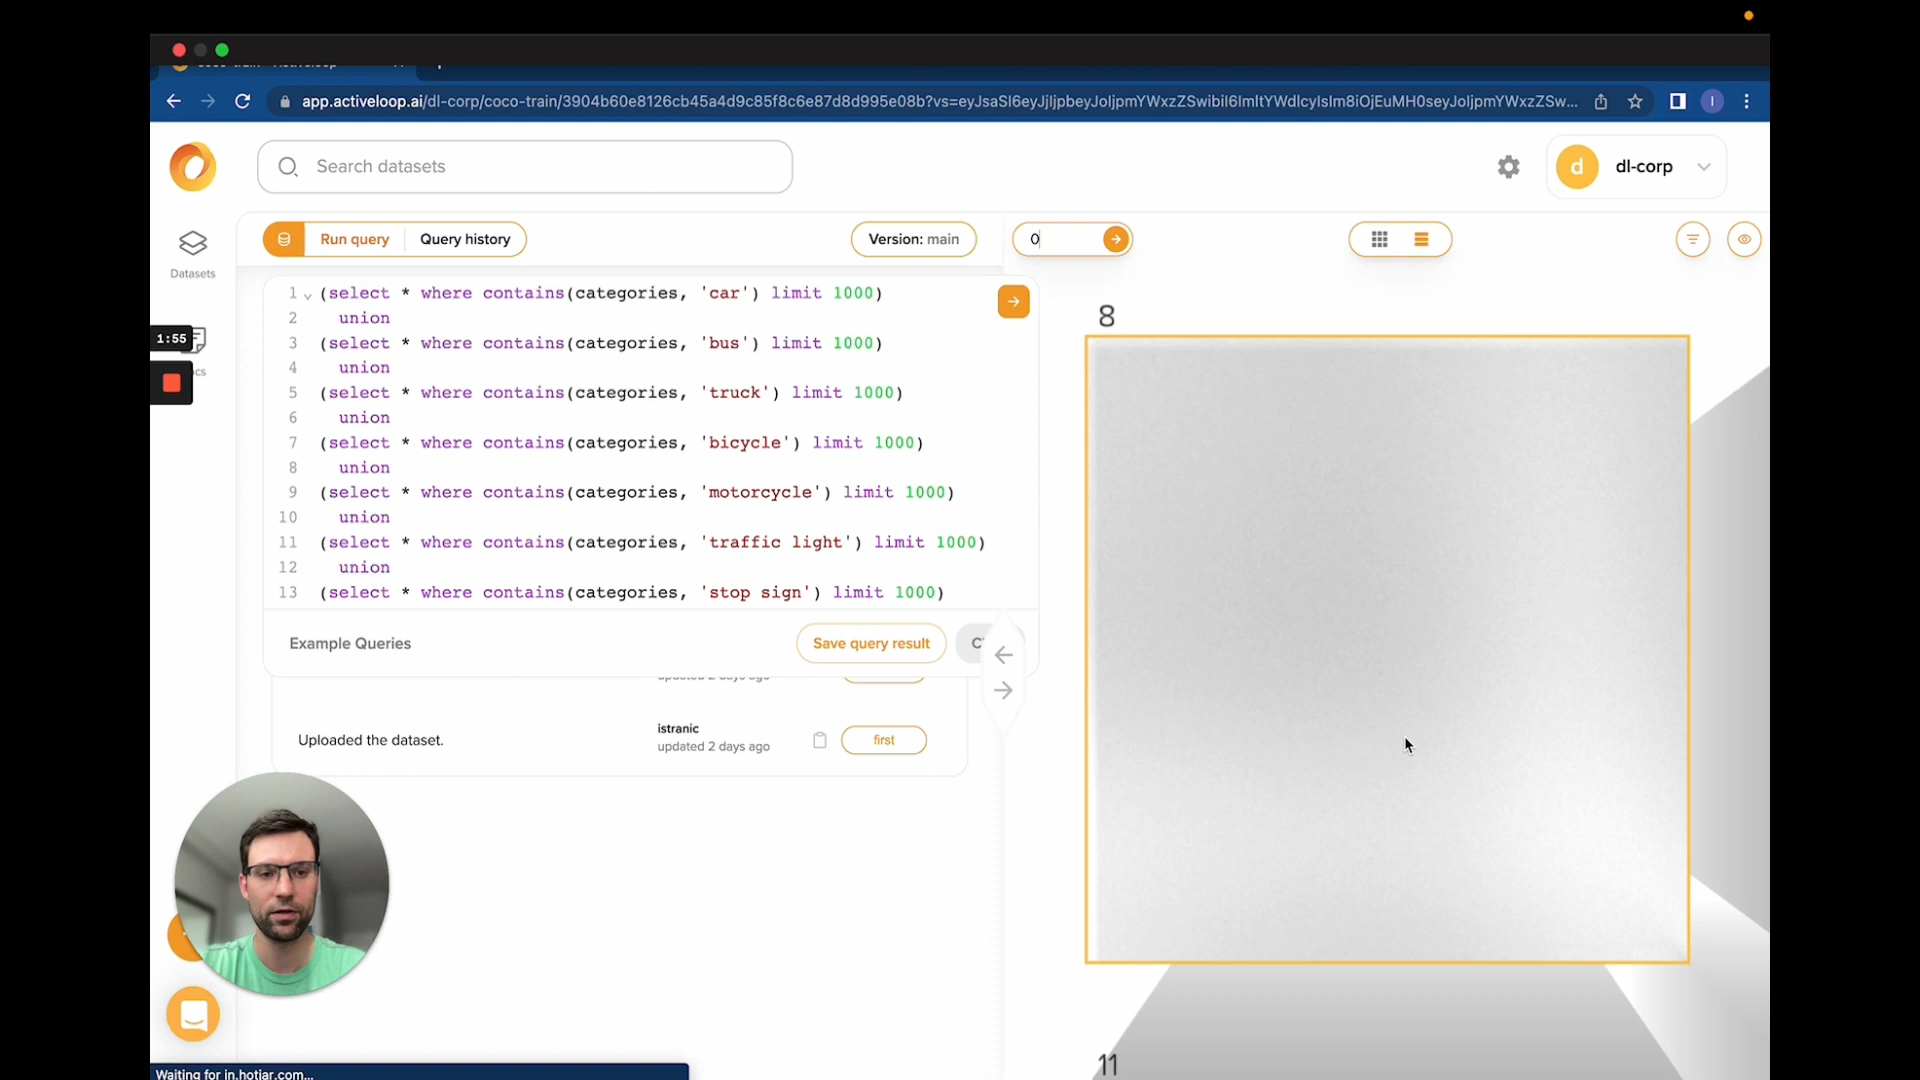 app.activeloop.ai/dl-corp/coco-train/3904b60e8126cb45a4d9c85f8c6e87d8d995e08b?vs=eyJsaSI6eyJjIjpbeyJoIjpmYWxzZSwibiI6ImltYWdlcyIsIm8iOjEuMH0seyJoIjpmYWxzZSw...
Search datasets
d dl-corp
Run query Query history Version: main 0
Datasets
1 (select * where contains(categories, 'car') limit 1000)
2 union
3 (select * where contains(categories, 'bus') limit 1000)
4 union
5 (select * where contains(categories, 'truck') limit 1000)
6 union
7 (select * where contains(categories, 'bicycle') limit 1000)
8 union
9 (select * where contains(categories, 'motorcycle') limit 1000)
10 union
11 (select * where contains(categories, 'traffic light') limit 1000)
12 union
13 (select * where contains(categories, 'stop sign') limit 1000)
1:55
Example Queries Save query result
updated 2 days ago
Uploaded the dataset. istranic first
updated 2 days ago
8
11
Waiting for in.hotjar.com...